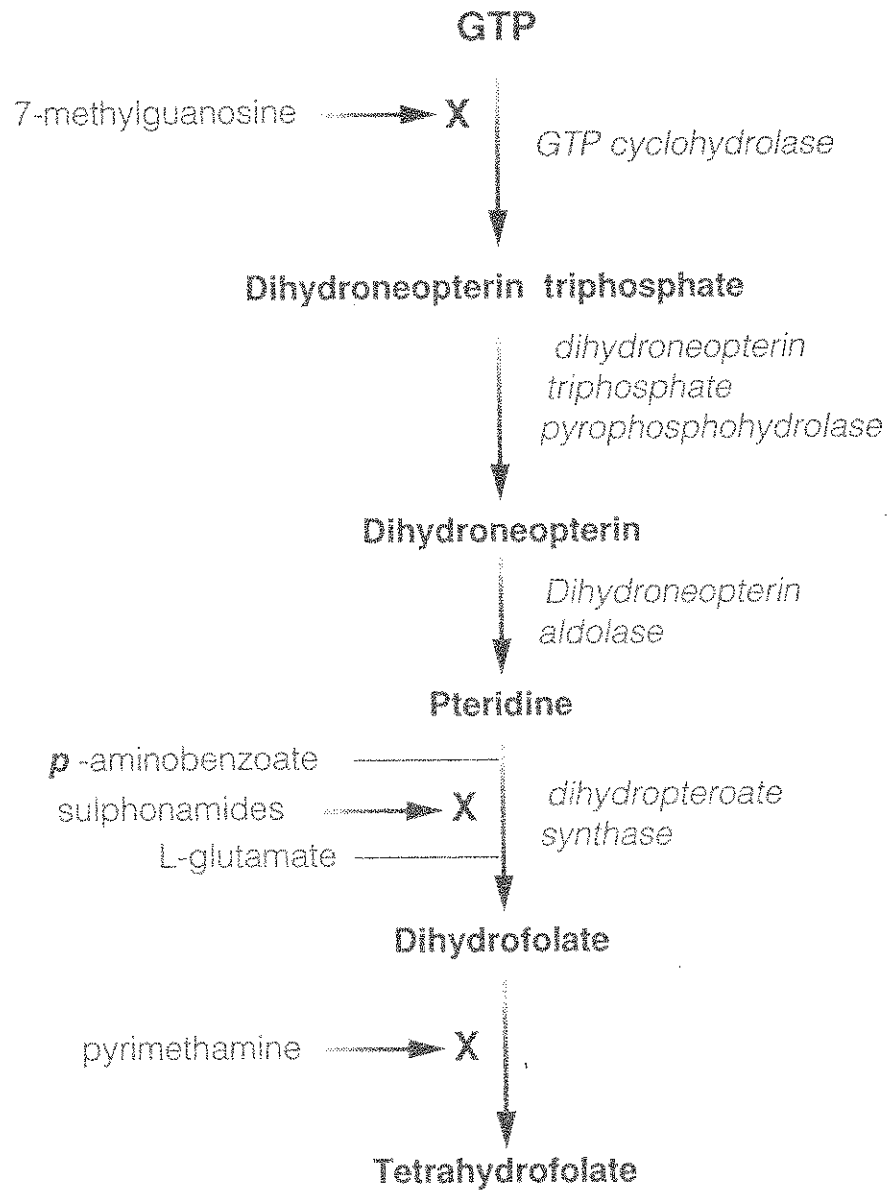 GTP
7-methylguanosine X
GTP cyclohydrolase
Dihydroneopterin triphosphate
dihydroneopterin
triphosphate
pyrophosphohydrolase
Dihydroneopterin
Dihydroneopterin
aldolase
Pteridine
p -aminobenzoate
sulphonamides X
L-glutamate
dihydropteroate
synthase
Dihydrofolate
pyrimethamine X
Tetrahydrofolate